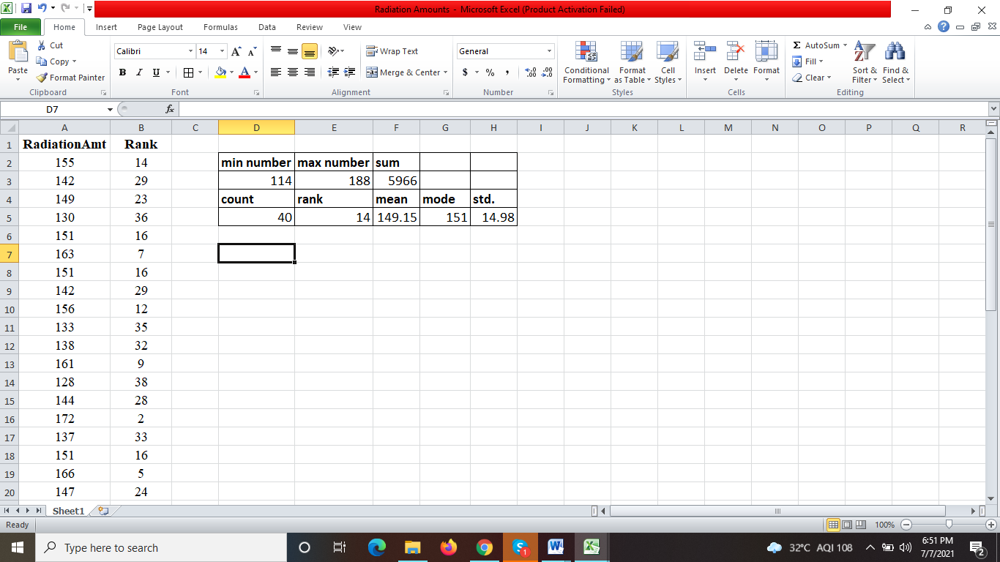 Radiation Amounts - Microsoft Excel (Product Activation Failed)
File Home Insert Page Layout Formulas Data Review View
Paste
Cut
Copy
Format Painter
Clipboard
Calibri 14
B I U
Font
Wrap Text
Merge & Center
Alignment
General
$ % ,
Number
Conditional Formatting
Format as Table
Cell Styles
Styles
Insert Delete Format
Cells
AutoSum
Fill
Clear
Sort & Filter
Find & Select
Editing
D7 fx
A B C D E F G H I J K L M N O P Q R
1 RadiationAmt Rank
2 155 14 min number max number sum
3 142 29 114 188 5966
4 149 23 count rank mean mode std.
5 130 36 40 14 149.15 151 14.98
6 151 16
7 163 7
8 151 16
9 142 29
10 156 12
11 133 35
12 138 32
13 161 9
14 128 38
15 144 28
16 172 2
17 137 33
18 151 16
19 166 5
20 147 24
Sheet1
Ready 100%
Type here to search 1 32°C AQI 108 6:51 PM
7/7/2021 2